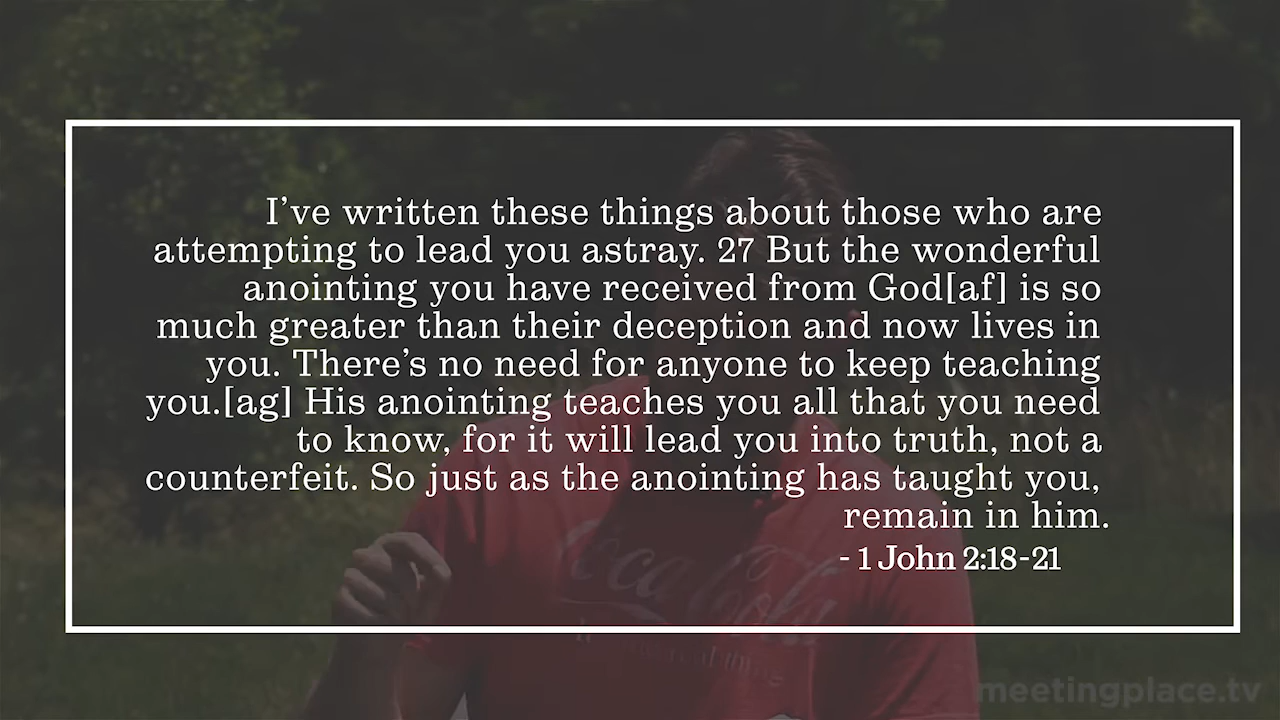 I’ve written these things about those who are
attempting to lead you astray. 27 But the wonderful
anointing you have received from God[af] is so
much greater than their deception and now lives in
you. There’s no need for anyone to keep teaching
you.[ag] His anointing teaches you all that you need
to know, for it will lead you into truth, not a
counterfeit. So just as the anointing has taught you,
remain in him.
- 1 John 2:18-21
Coca-Cola
meetingplace.tv